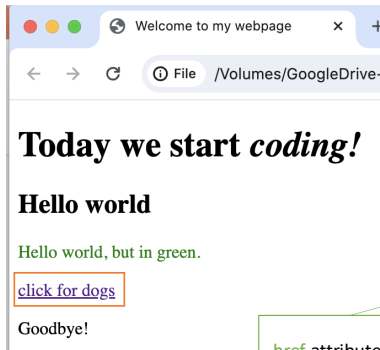 Welcome to my webpage
File /Volumes/GoogleDrive-
Today we start coding!
Hello world
Hello world, but in green.
click for dogs
Goodbye!
href attribute